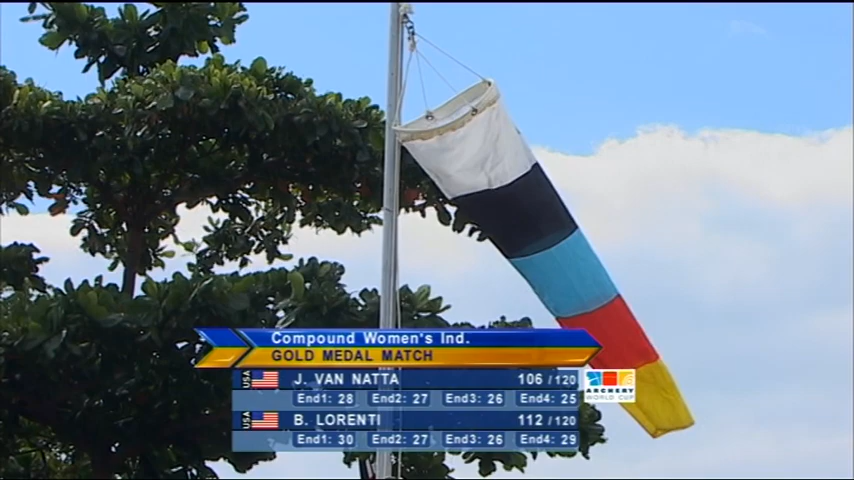 Compound Women's Ind.
GOLD MEDAL MATCH
USA J. VAN NATTA 106 /120
End1: 28 End2: 27 End3: 26 End4: 25
USA B. LORENTI 112 /120
End1: 30 End2: 27 End3: 26 End4: 29
ARCHERY
WORLD CUP